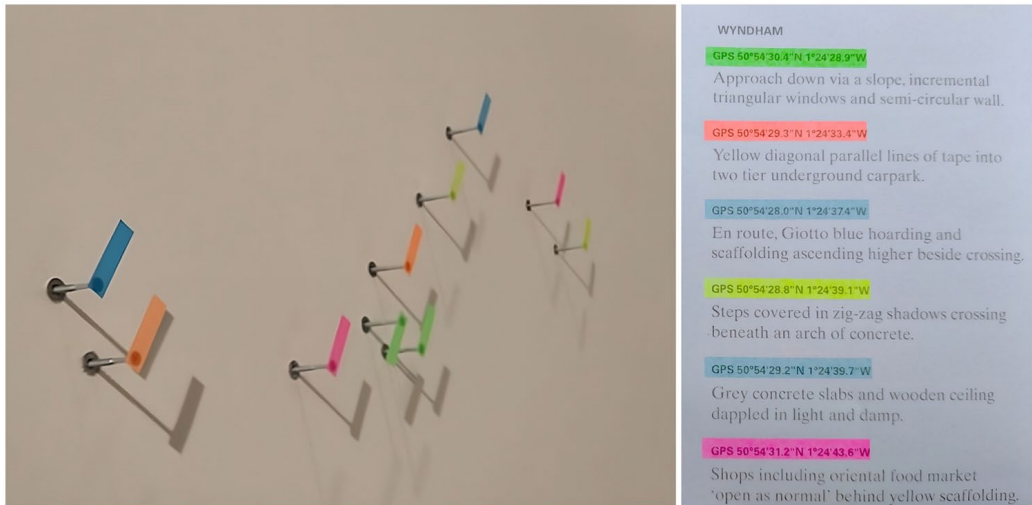 WYNDHAM
GPS 50°54'30.4"N 1°24'28.9"W
Approach down via a slope, incremental
triangular windows and semi-circular wall.
GPS 50°54'29.3"N 1°24'33.4"W
Yellow diagonal parallel lines of tape into
two tier underground carpark.
GPS 50°54'28.0"N 1°24'37.4"W
En route, Giotto blue hoarding and
scaffolding ascending higher beside crossing.
GPS 50°54'28.8"N 1°24'39.1"W
Steps covered in zig-zag shadows crossing
beneath an arch of concrete.
GPS 50°54'29.2"N 1°24'39.7"W
Grey concrete slabs and wooden ceiling
dappled in light and damp.
GPS 50°54'31.2"N 1°24'43.6"W
Shops including oriental food market
'open as normal' behind yellow scaffolding.